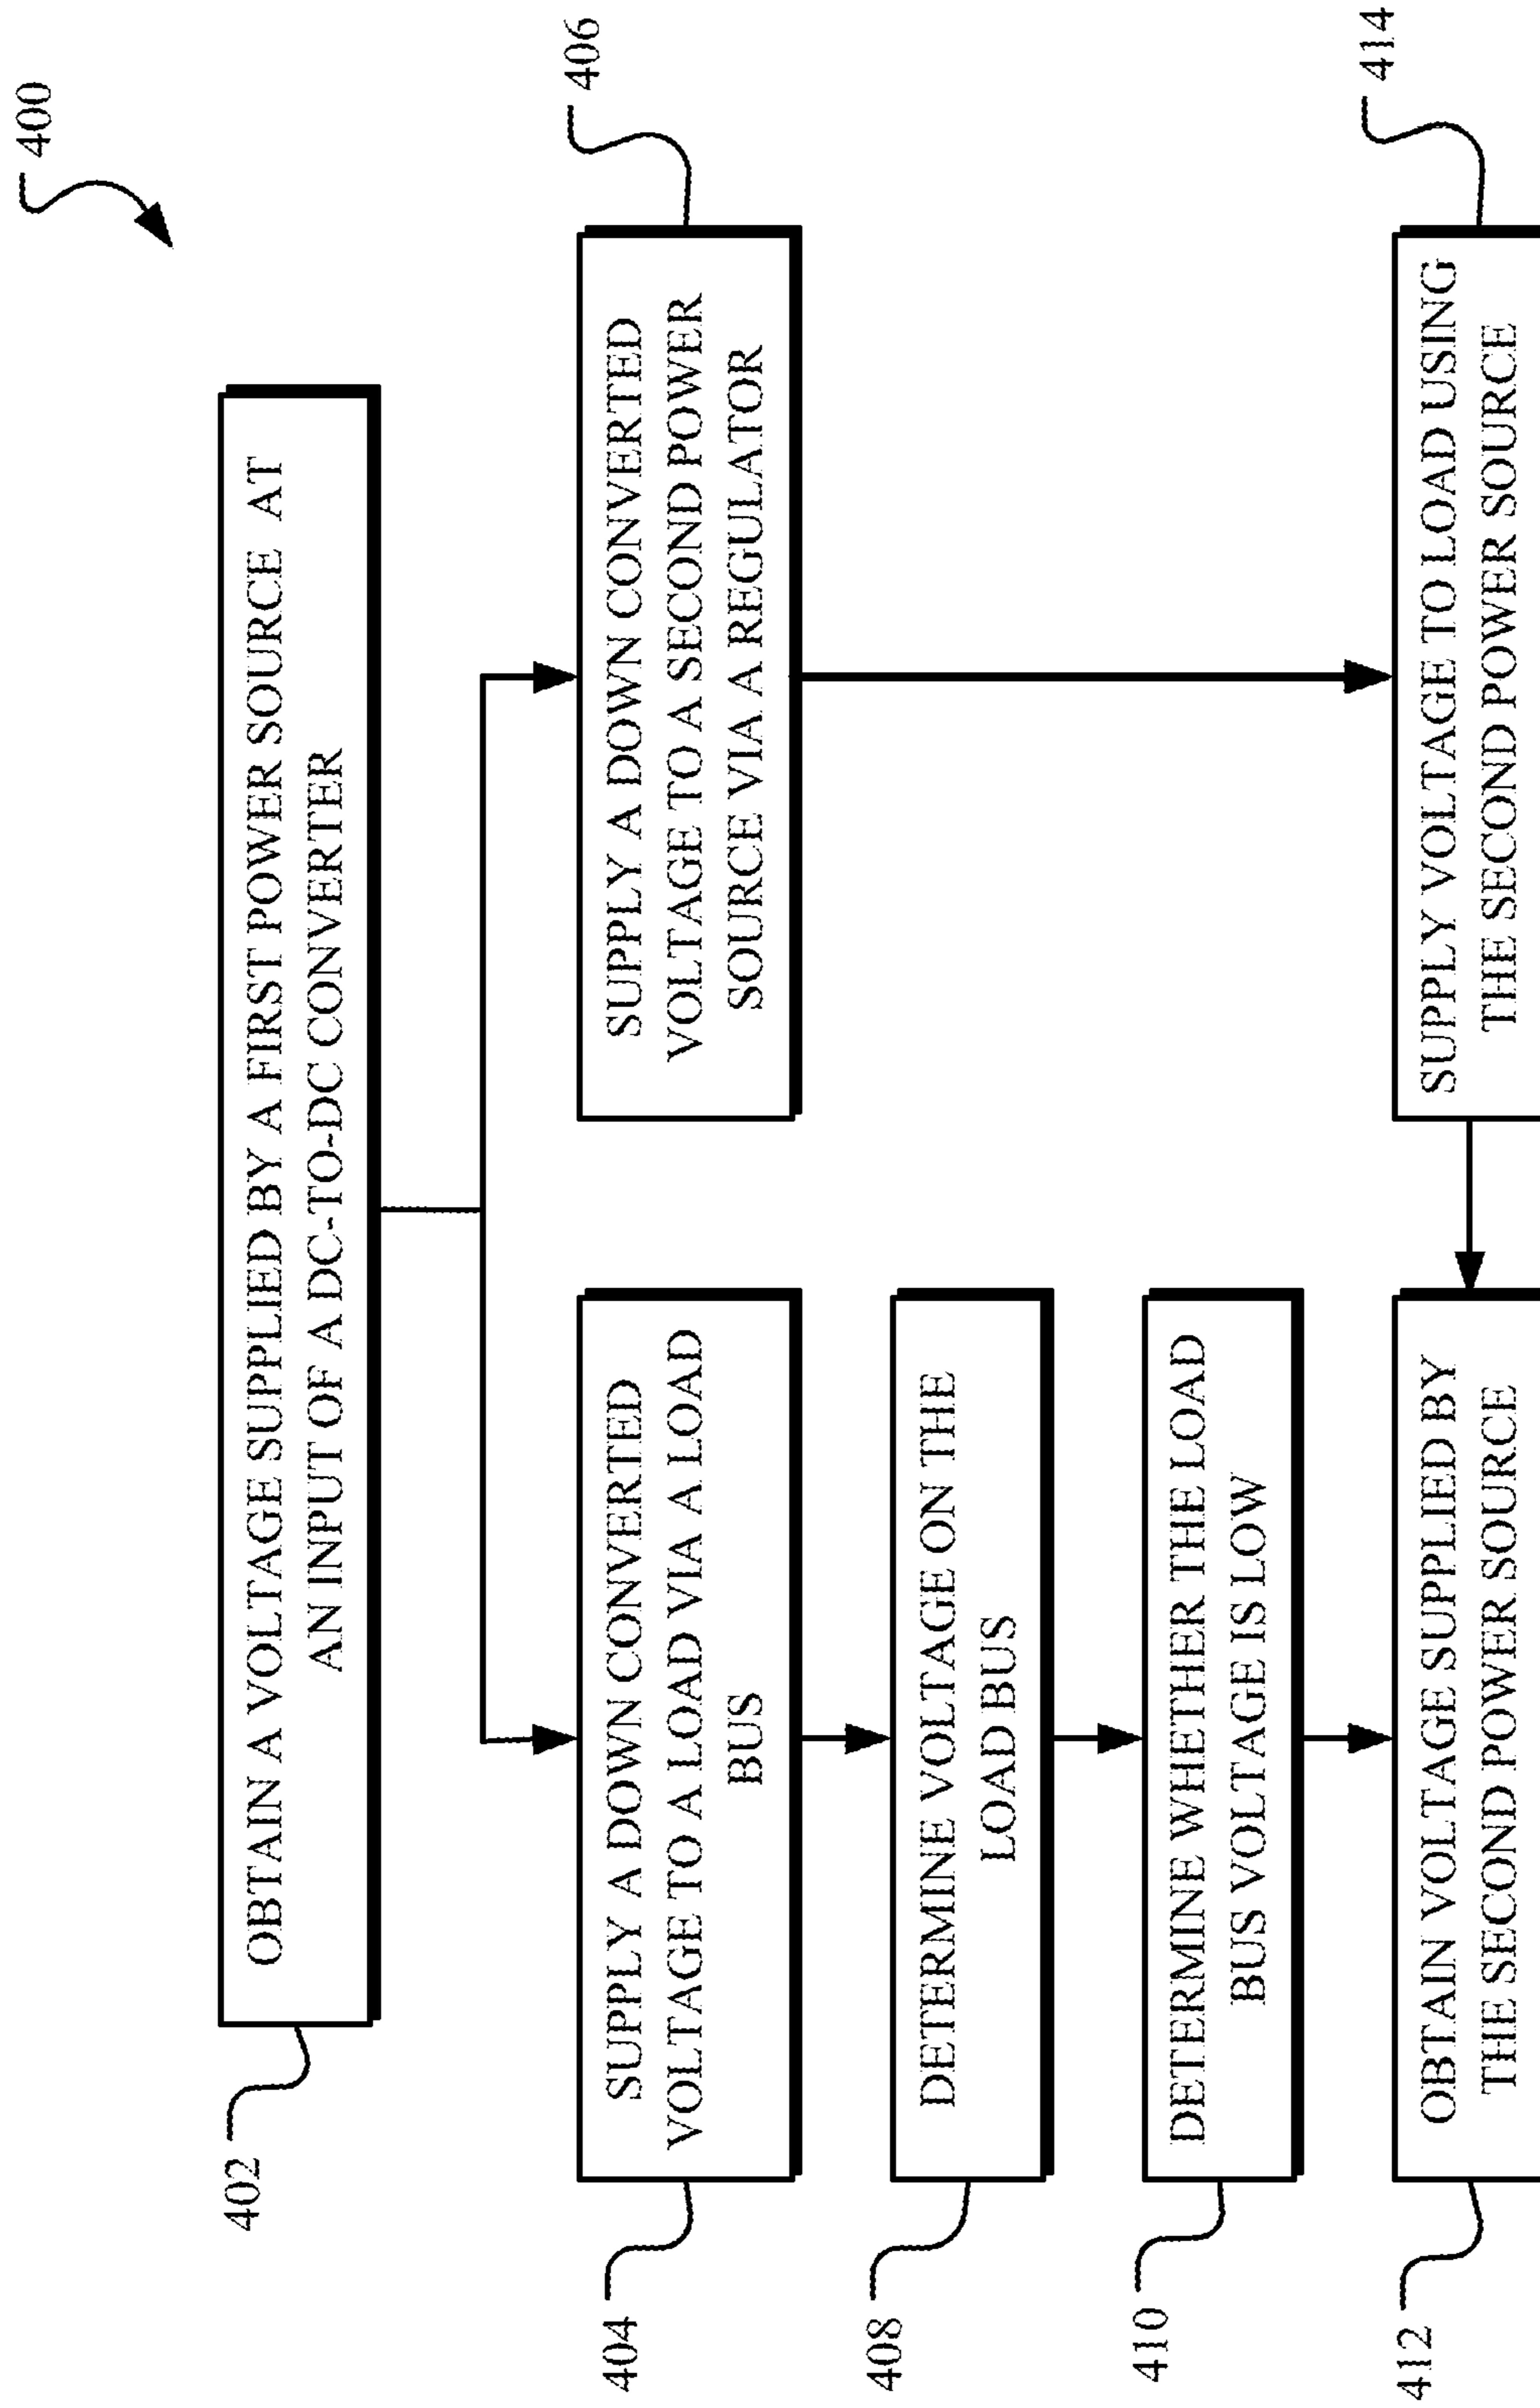 400
402
OBTAIN A VOLTAGE SUPPLIED BY A FIRST POWER SOURCE AT
AN INPUT OF A DC-TO-DC CONVERTER
404
SUPPLY A DOWN CONVERTED
VOLTAGE TO A LOAD VIA A LOAD
BUS
406
SUPPLY A DOWN CONVERTED
VOLTAGE TO A SECOND POWER
SOURCE VIA A REGULATOR
408
DETERMINE VOLTAGE ON THE
LOAD BUS
410
DETERMINE WHETHER THE LOAD
BUS VOLTAGE IS LOW
412
OBTAIN VOLTAGE SUPPLIED BY
THE SECOND POWER SOURCE
414
SUPPLY VOLTAGE TO LOAD USING
THE SECOND POWER SOURCE